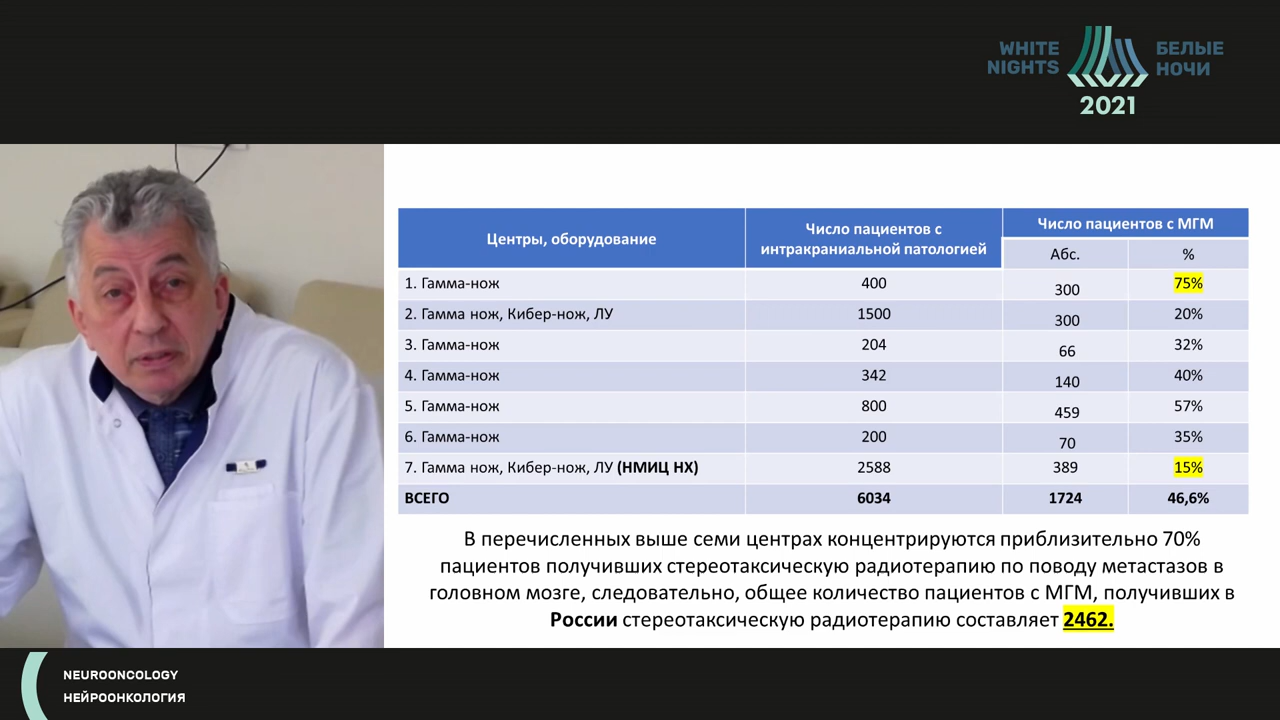 WHITE NIGHTS
БЕЛЫЕ НОЧИ
2021
Центры, оборудование
Число пациентов с интракраниальной патологией
Число пациентов с МГМ
Абс. %
1. Гамма-нож 400 300 75%
2. Гамма нож, Кибер-нож, ЛУ 1500 300 20%
3. Гамма-нож 204 66 32%
4. Гамма-нож 342 140 40%
5. Гамма-нож 800 459 57%
6. Гамма-нож 200 70 35%
7. Гамма нож, Кибер-нож, ЛУ (НМИЦ НХ) 2588 389 15%
ВСЕГО 6034 1724 46,6%
В перечисленных выше семи центрах концентрируются приблизительно 70%
пациентов получивших стереотаксическую радиотерапию по поводу метастазов в
головном мозге, следовательно, общее количество пациентов с МГМ, получивших в
России стереотаксическую радиотерапию составляет 2462.
NEUROONCOLOGY
НЕЙРООНКОЛОГИЯ